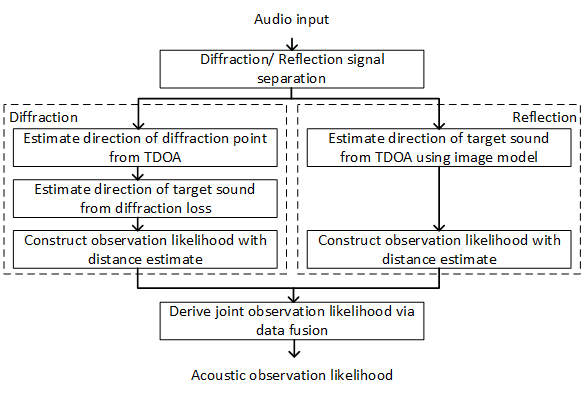 Audio input
Diffraction/ Reflection signal
separation
Diffraction
Estimate direction of diffraction point
from TDOA
Estimate direction of target sound
from diffraction loss
Construct observation likelihood with
distance estimate
Reflection
Estimate direction of target sound
from TDOA using image model
Construct observation likelihood with
distance estimate
Derive joint observation likelihood via
data fusion
Acoustic observation likelihood